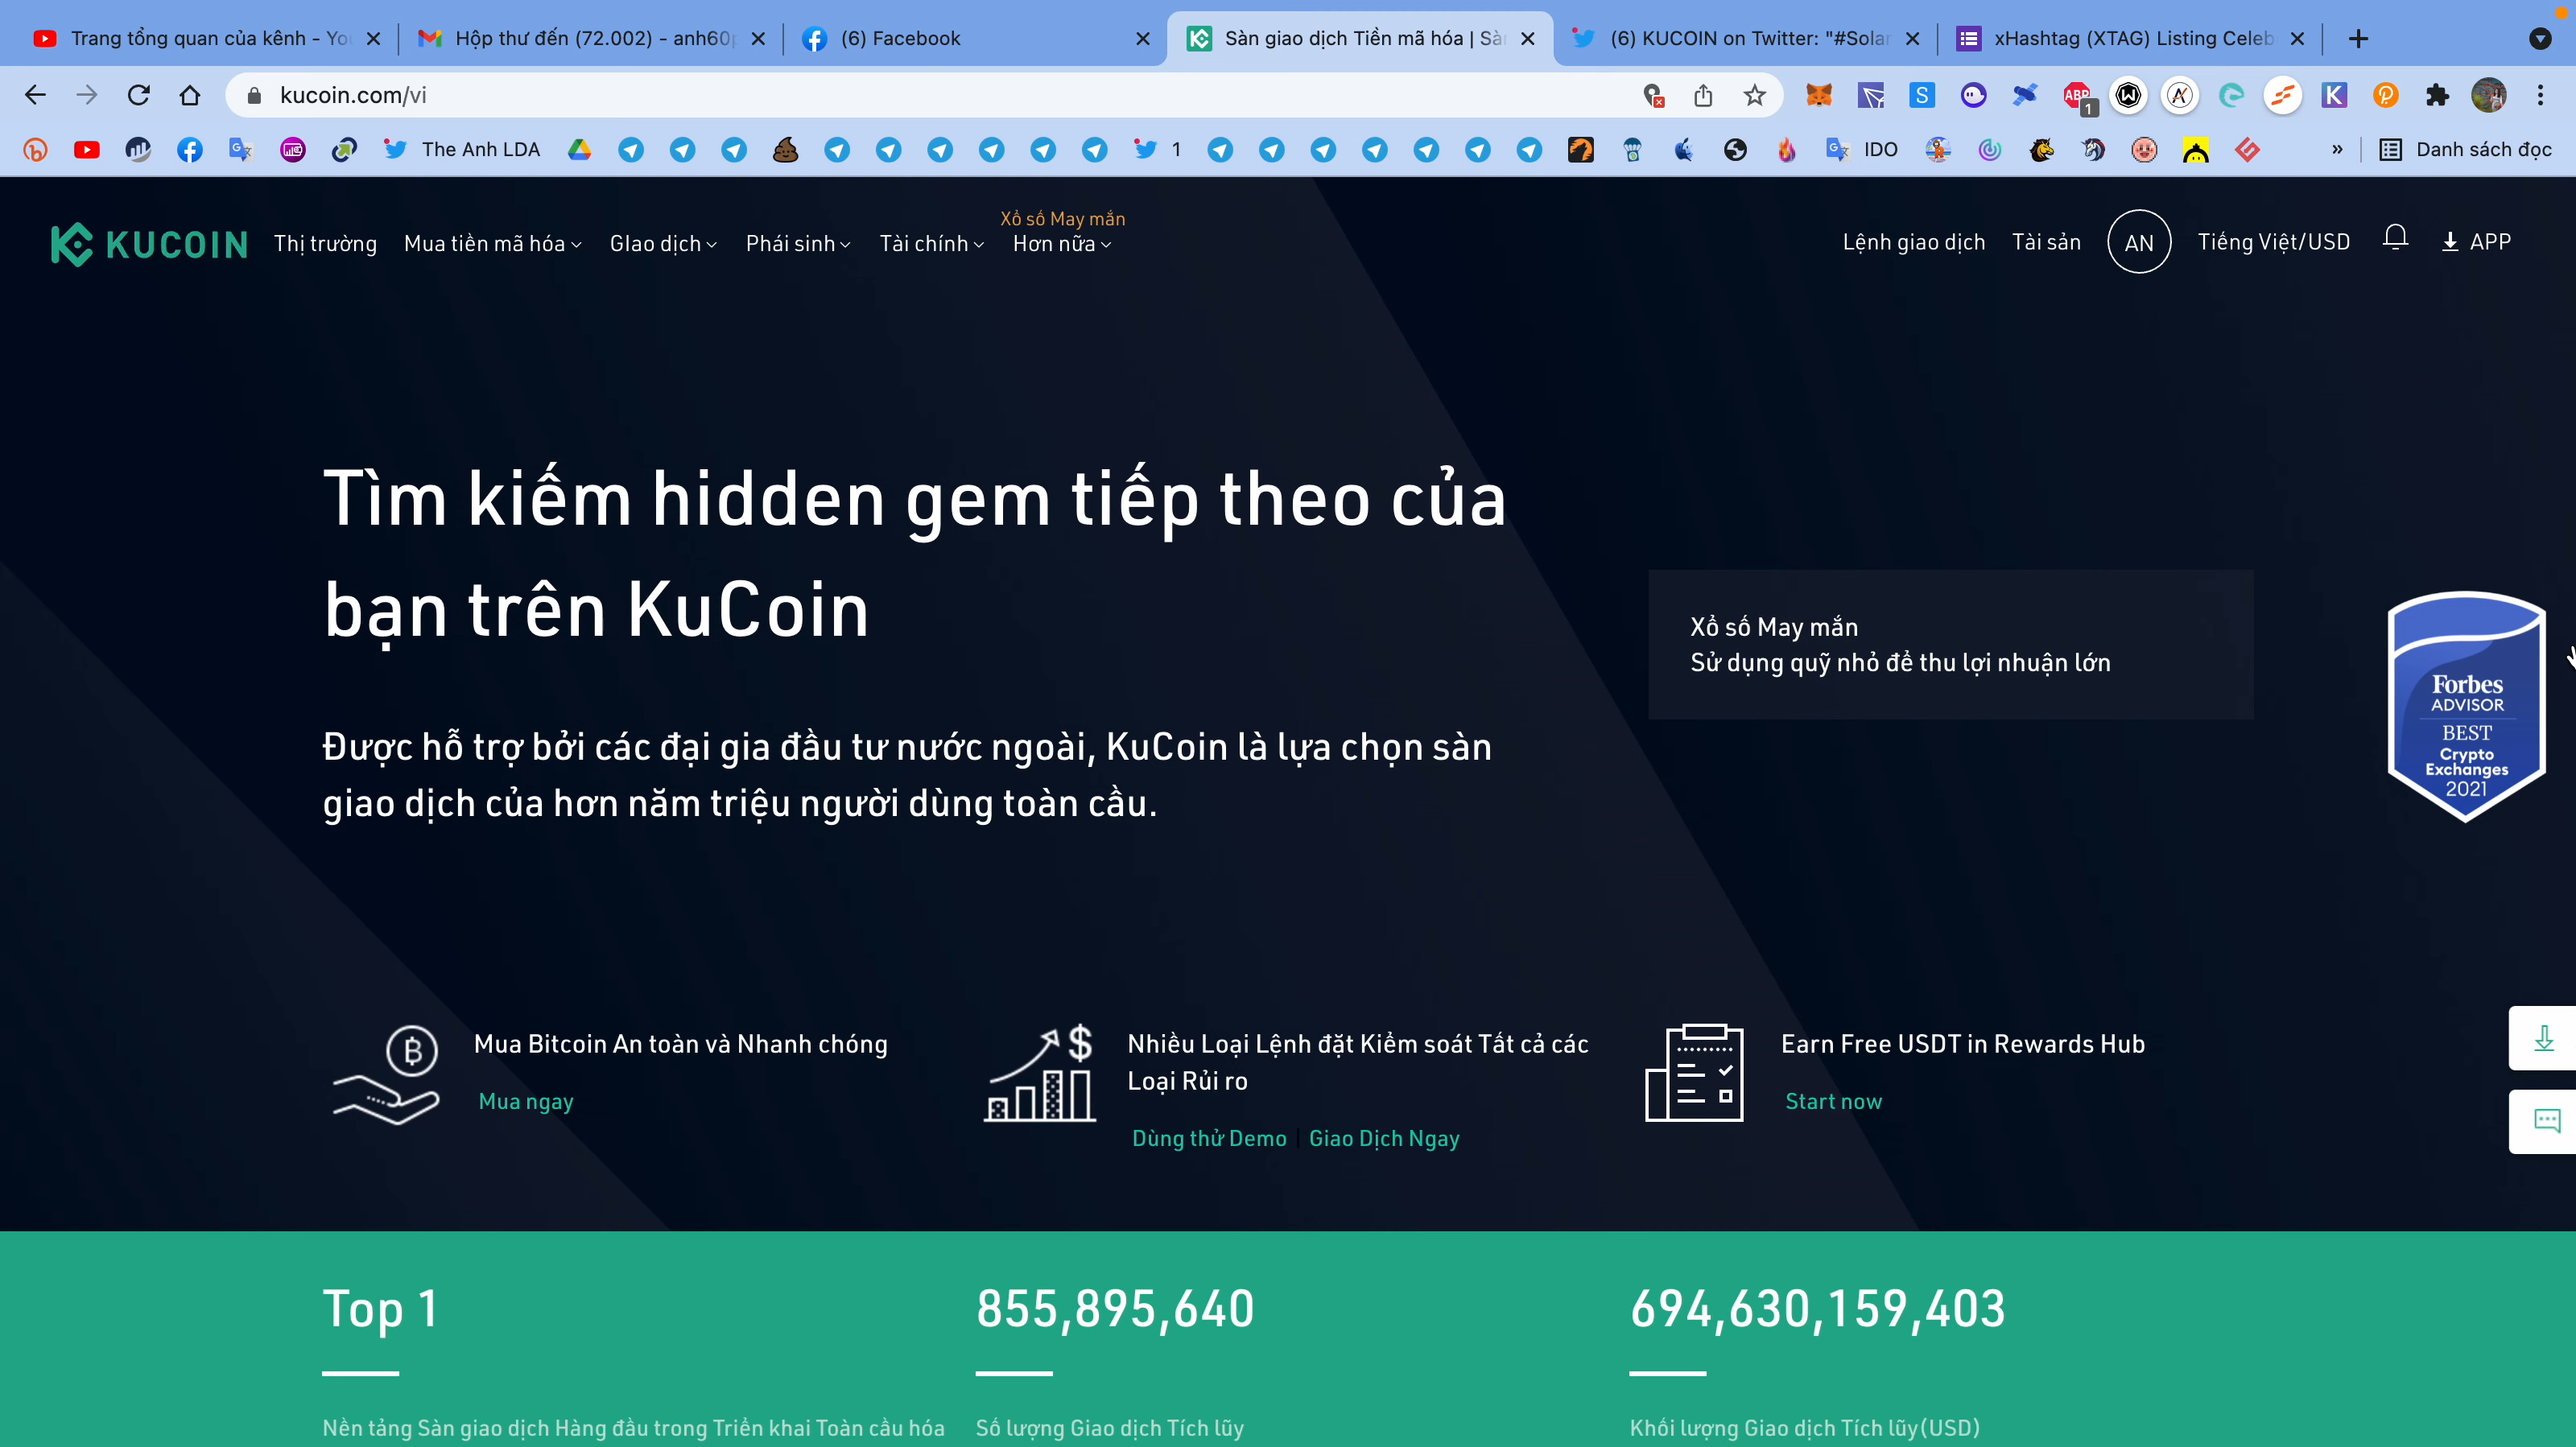 Trang tổng quan của kênh - You
Hộp thư đến (72.002) - anh60p
(6) Facebook
Sàn giao dịch Tiền mã hóa | Sàn
(6) KUCOIN on Twitter: "#Solan
xHashtag (XTAG) Listing Celeb
kucoin.com/vi
ABP
1
The Anh LDA
1
IDO
»
Danh sách đọc
Xổ số May mắn
KUCOIN
Thị trường
Mua tiền mã hóa
GIao dịch
Phái sinh
Tài chính
Hơn nữa
Lệnh giao dịch
Tài sản
AN
Tiếng Việt/USD
APP
Tìm kiếm hidden gem tiếp theo của
bạn trên KuCoin
Xổ số May mắn
Sử dụng quỹ nhỏ để thu lợi nhuận lớn
Forbes
ADVISOR
BEST
Crypto
Exchanges
2021
Được hỗ trợ bởi các đại gia đầu tư nước ngoài, KuCoin là lựa chọn sàn
giao dịch của hơn năm triệu người dùng toàn cầu.
Mua Bitcoin An toàn và Nhanh chóng
Mua ngay
Nhiều Loại Lệnh đặt Kiểm soát Tất cả các
Loại Rủi ro
Dùng thử Demo | Giao Dịch Ngay
Earn Free USDT in Rewards Hub
Start now
Top 1
855,895,640
694,630,159,403
Nền tảng Sàn giao dịch Hàng đầu trong Triển khai Toàn cầu hóa
Số lượng Giao dịch Tích lũy
Khối lượng Giao dịch Tích lũy(USD)